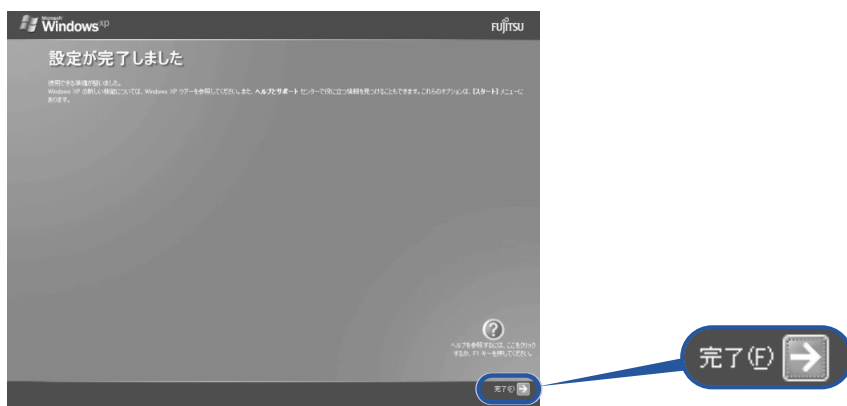 Microsoft
Windows xp
FUJITSU
設定が完了しました
使用できる準備が整いました。
Windows XP の新しい機能については、Windows XP ツアーを参照してください。また、ヘルプとサポート センターで役に立つ情報を見つけることもできます。これらのオプションは、[スタート] メニューに
あります。
ヘルプを参照するには、ここをクリック
するか、F1 キーを押してください。
完了(F)
完了(F)